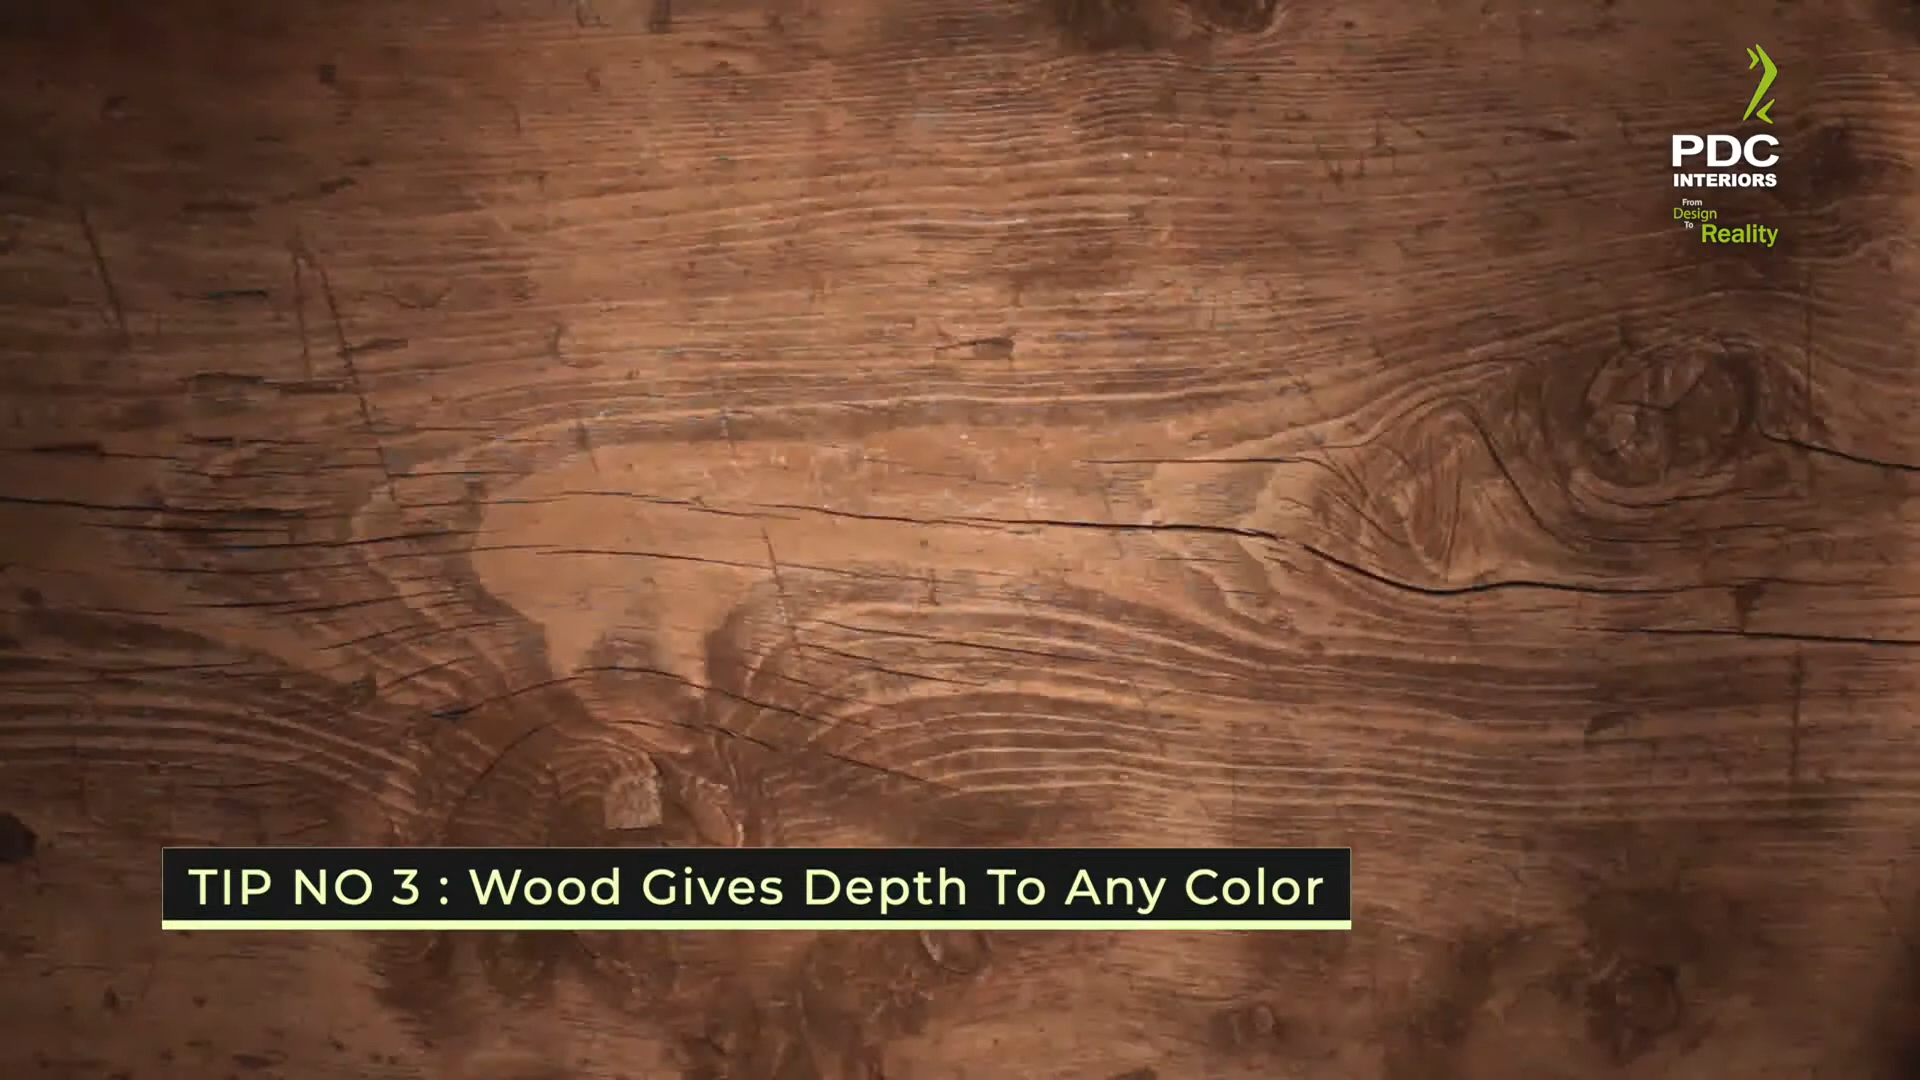 PDC
INTERIORS
From
Design
To
Reality
TIP NO 3 : Wood Gives Depth To Any Color